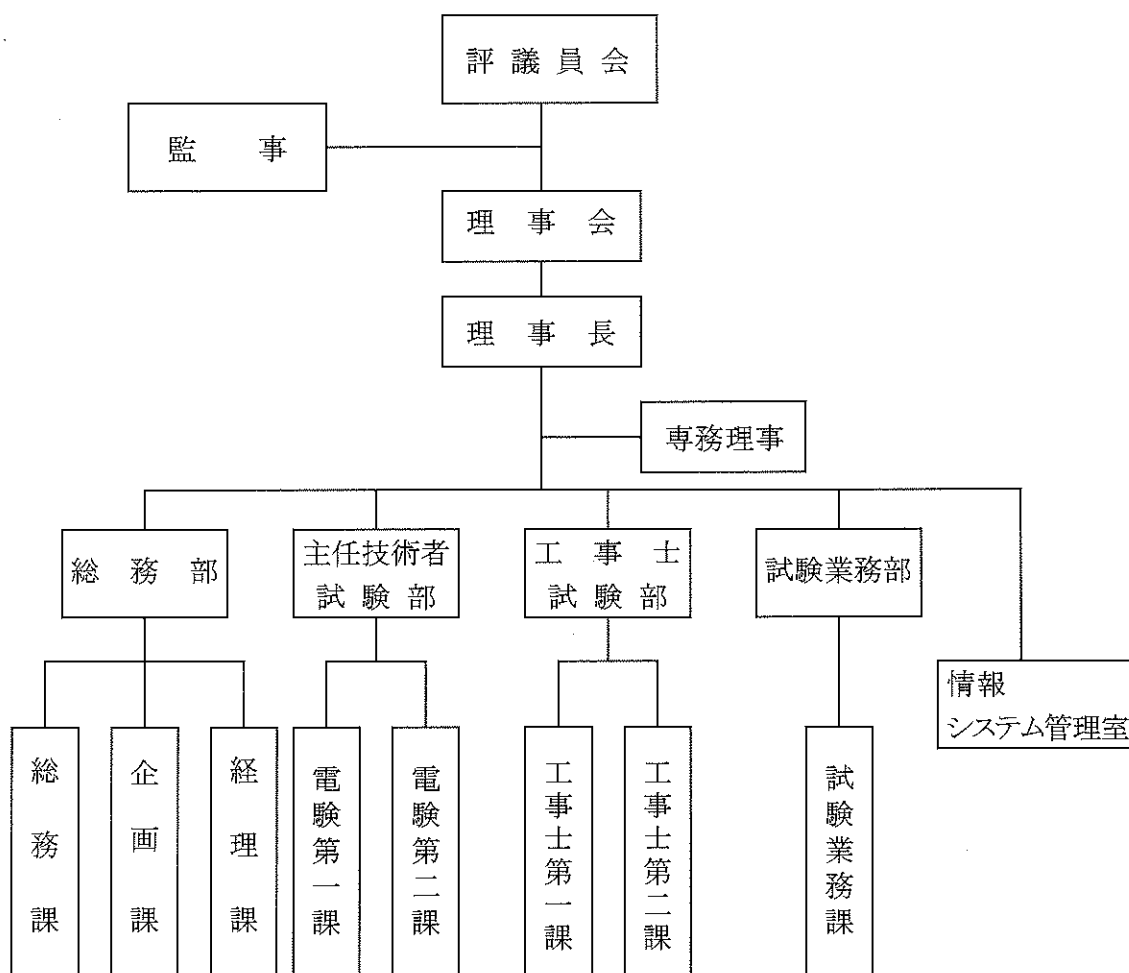 評議員会
監事
理事会
理事長
専務理事
総務部
主任技術者
試験部
工事士
試験部
試験業務部
情報
システム管理室
総務課
企画課
経理課
電験第一課
電験第二課
工事士第一課
工事士第二課
試験業務課